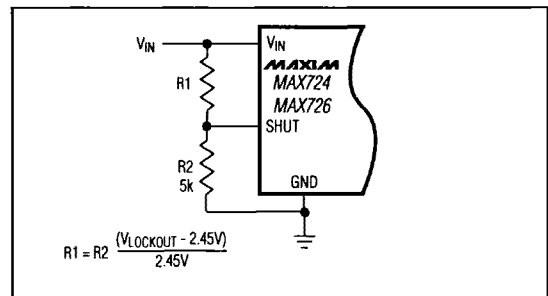 VIN
VIN
MAXIM
R1
MAX724
MAX726
SHUT
R2
5k
GND
R1 = R2 (VLOCKOUT - 2.45V)
2.45V